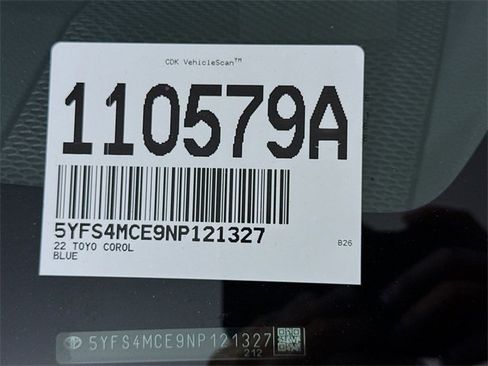 CDK VehicleScan™
110579A
5YFS4MCE9NP121327
22 TOYO COROL
BLUE
B26
5YFS4MCE9NP121327
212